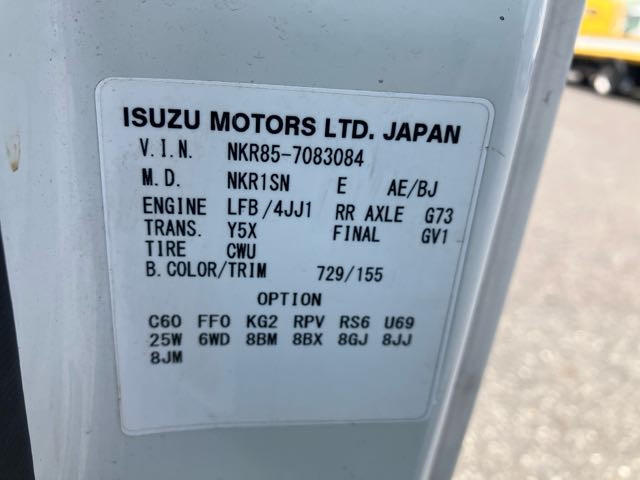 ISUZU MOTORS LTD. JAPAN
V.I.N. NKR85-7083084
M.D. NKR1SN E AE/BJ
ENGINE LFB/4JJ1 RR AXLE G73
TRANS. Y5X FINAL GV1
TIRE CWU
B.COLOR/TRIM 729/155
OPTION
C60 FF0 KG2 RPV RS6 U69
25W 6WD 8BM 8BX 8GJ 8JJ
8JM